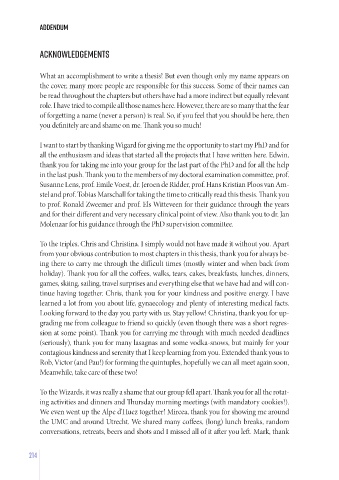 ADDENDUM
ACKNOWLEDGEMENTS
What an accomplishment to write a thesis! But even though only my name appears on
the cover, many more people are responsible for this success. Some of their names can
be read throughout the chapters but others have had a more indirect but equally relevant
role. I have tried to compile all those names here. However, there are so many that the fear
of forgetting a name (never a person) is real. So, if you feel that you should be here, then
you definitely are and shame on me. Thank you so much!
I want to start by thanking Wigard for giving me the opportunity to start my PhD and for
all the enthusiasm and ideas that started all the projects that I have written here. Edwin,
thank you for taking me into your group for the last part of the PhD and for all the help
in the last push. Thank you to the members of my doctoral examination committee, prof.
Susanne Lens, prof. Emile Voest, dr. Jeroen de Ridder, prof. Hans Kristian Ploos van Am-
stel and prof. Tobias Marschall for taking the time to critically read this thesis. Thank you
to prof. Ronald Zweemer and prof. Els Witteveen for their guidance through the years
and for their different and very necessary clinical point of view. Also thank you to dr. Jan
Molenaar for his guidance through the PhD supervision committee.
To the triples, Chris and Christina. I simply would not have made it without you. Apart
from your obvious contribution to most chapters in this thesis, thank you for always be-
ing there to carry me through the difficult times (mostly winter and when back from
holiday). Thank you for all the coffees, walks, tears, cakes, breakfasts, lunches, dinners,
games, skiing, sailing, travel surprises and everything else that we have had and will con-
tinue having together. Chris, thank you for your kindness and positive energy, I have
learned a lot from you about life, gynaecology and plenty of interesting medical facts.
Looking forward to the day you party with us. Stay yellow! Christina, thank you for up-
grading me from colleague to friend so quickly (even though there was a short regres-
sion at some point). Thank you for carrying me through with much needed deadlines
(seriously), thank you for many lasagnas and some vodka-snows, but mainly for your
contagious kindness and serenity that I keep learning from you. Extended thank yous to
Rob, Victor (and Pau!) for forming the quintuples, hopefully we can all meet again soon.
Meanwhile, take care of these two!
To the Wizards, it was really a shame that our group fell apart. Thank you for all the rotat-
ing activities and dinners and Thursday morning meetings (with mandatory cookies!).
We even went up the Alpe d'Huez together! Mircea, thank you for showing me around
the UMC and around Utrecht. We shared many coffees, (long) lunch breaks, random
conversations, retreats, beers and shots and I missed all of it after you left. Mark, thank
214